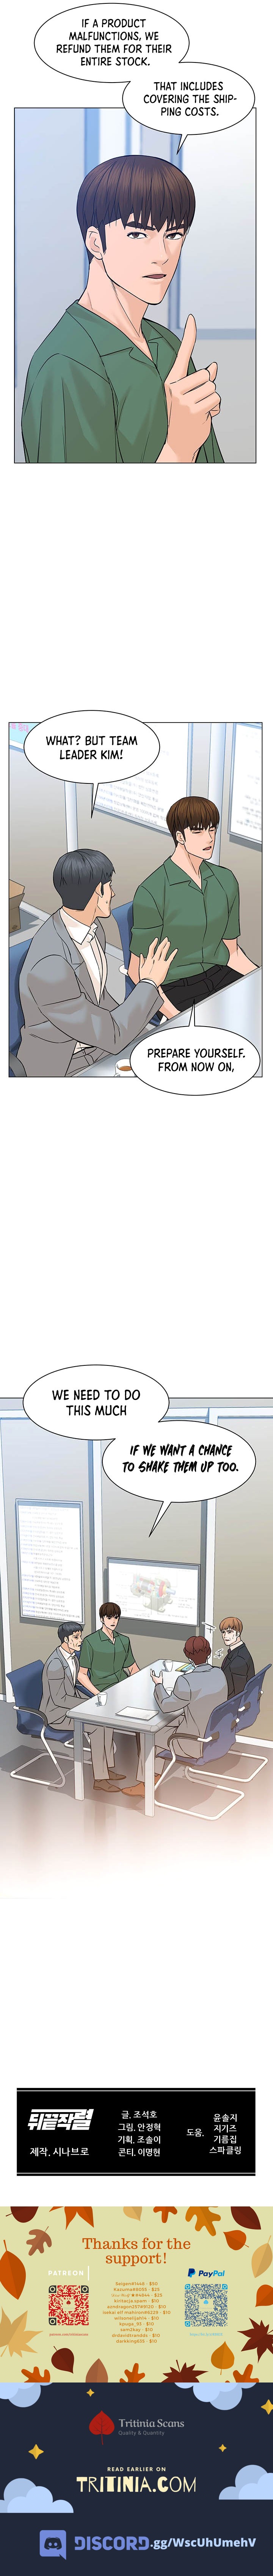 IF A PRODUCT
MALFUNCTIONS, WE
REFUND THEM FOR THEIR
ENTIRE STOCK.
THAT INCLUDES
COVERING THE SHIP-
PING COSTS.
WHAT? BUT TEAM
LEADER KIM!
PREPARE YOURSELF.
FROM NOW ON,
WE NEED TO DO
THIS MUCH
IF WE WANT A CHANCE
TO SHAKE THEM UP TOO.
뒤끝작렬
제작. 시나브로
글. 조석호
그림. 안정혁
기획. 조솔이
콘티. 이명현
도움.
윤솔지
지기즈
기름집
스파클링
Thanks for the
support!
PATREON
PayPal
Tritinia Scans
Quality & Quantity
READ EARLIER ON
TRITINIA.COM
DISCORD.gg/WscUhUmehV